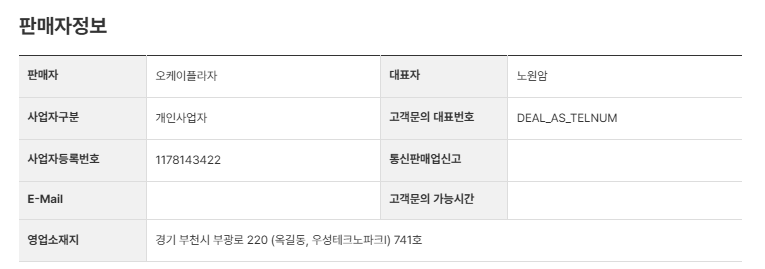 판매자정보
판매자 오케이플라자 대표자 노원암
사업자구분 개인사업자 고객문의 대표번호 DEAL_AS_TELNUM
사업자등록번호 1178143422 통신판매업신고
E-Mail 고객문의 가능시간
영업소재지 경기 부천시 부광로 220 (옥길동, 우성테크노파크I) 741호